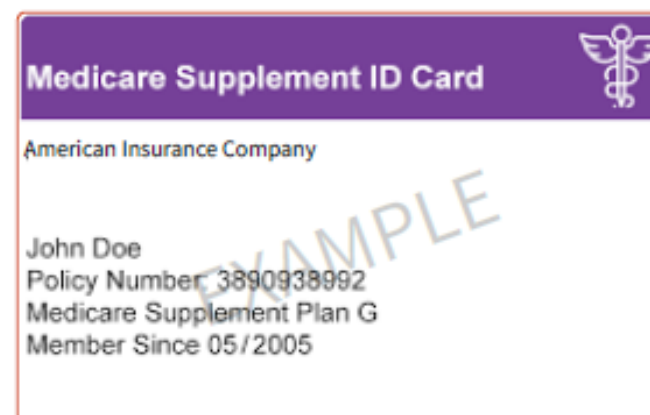 Medicare Supplement ID Card
American Insurance Company
EXAMPLE
John Doe
Policy Number: 3890938992
Medicare Supplement Plan G
Member Since 05/2005